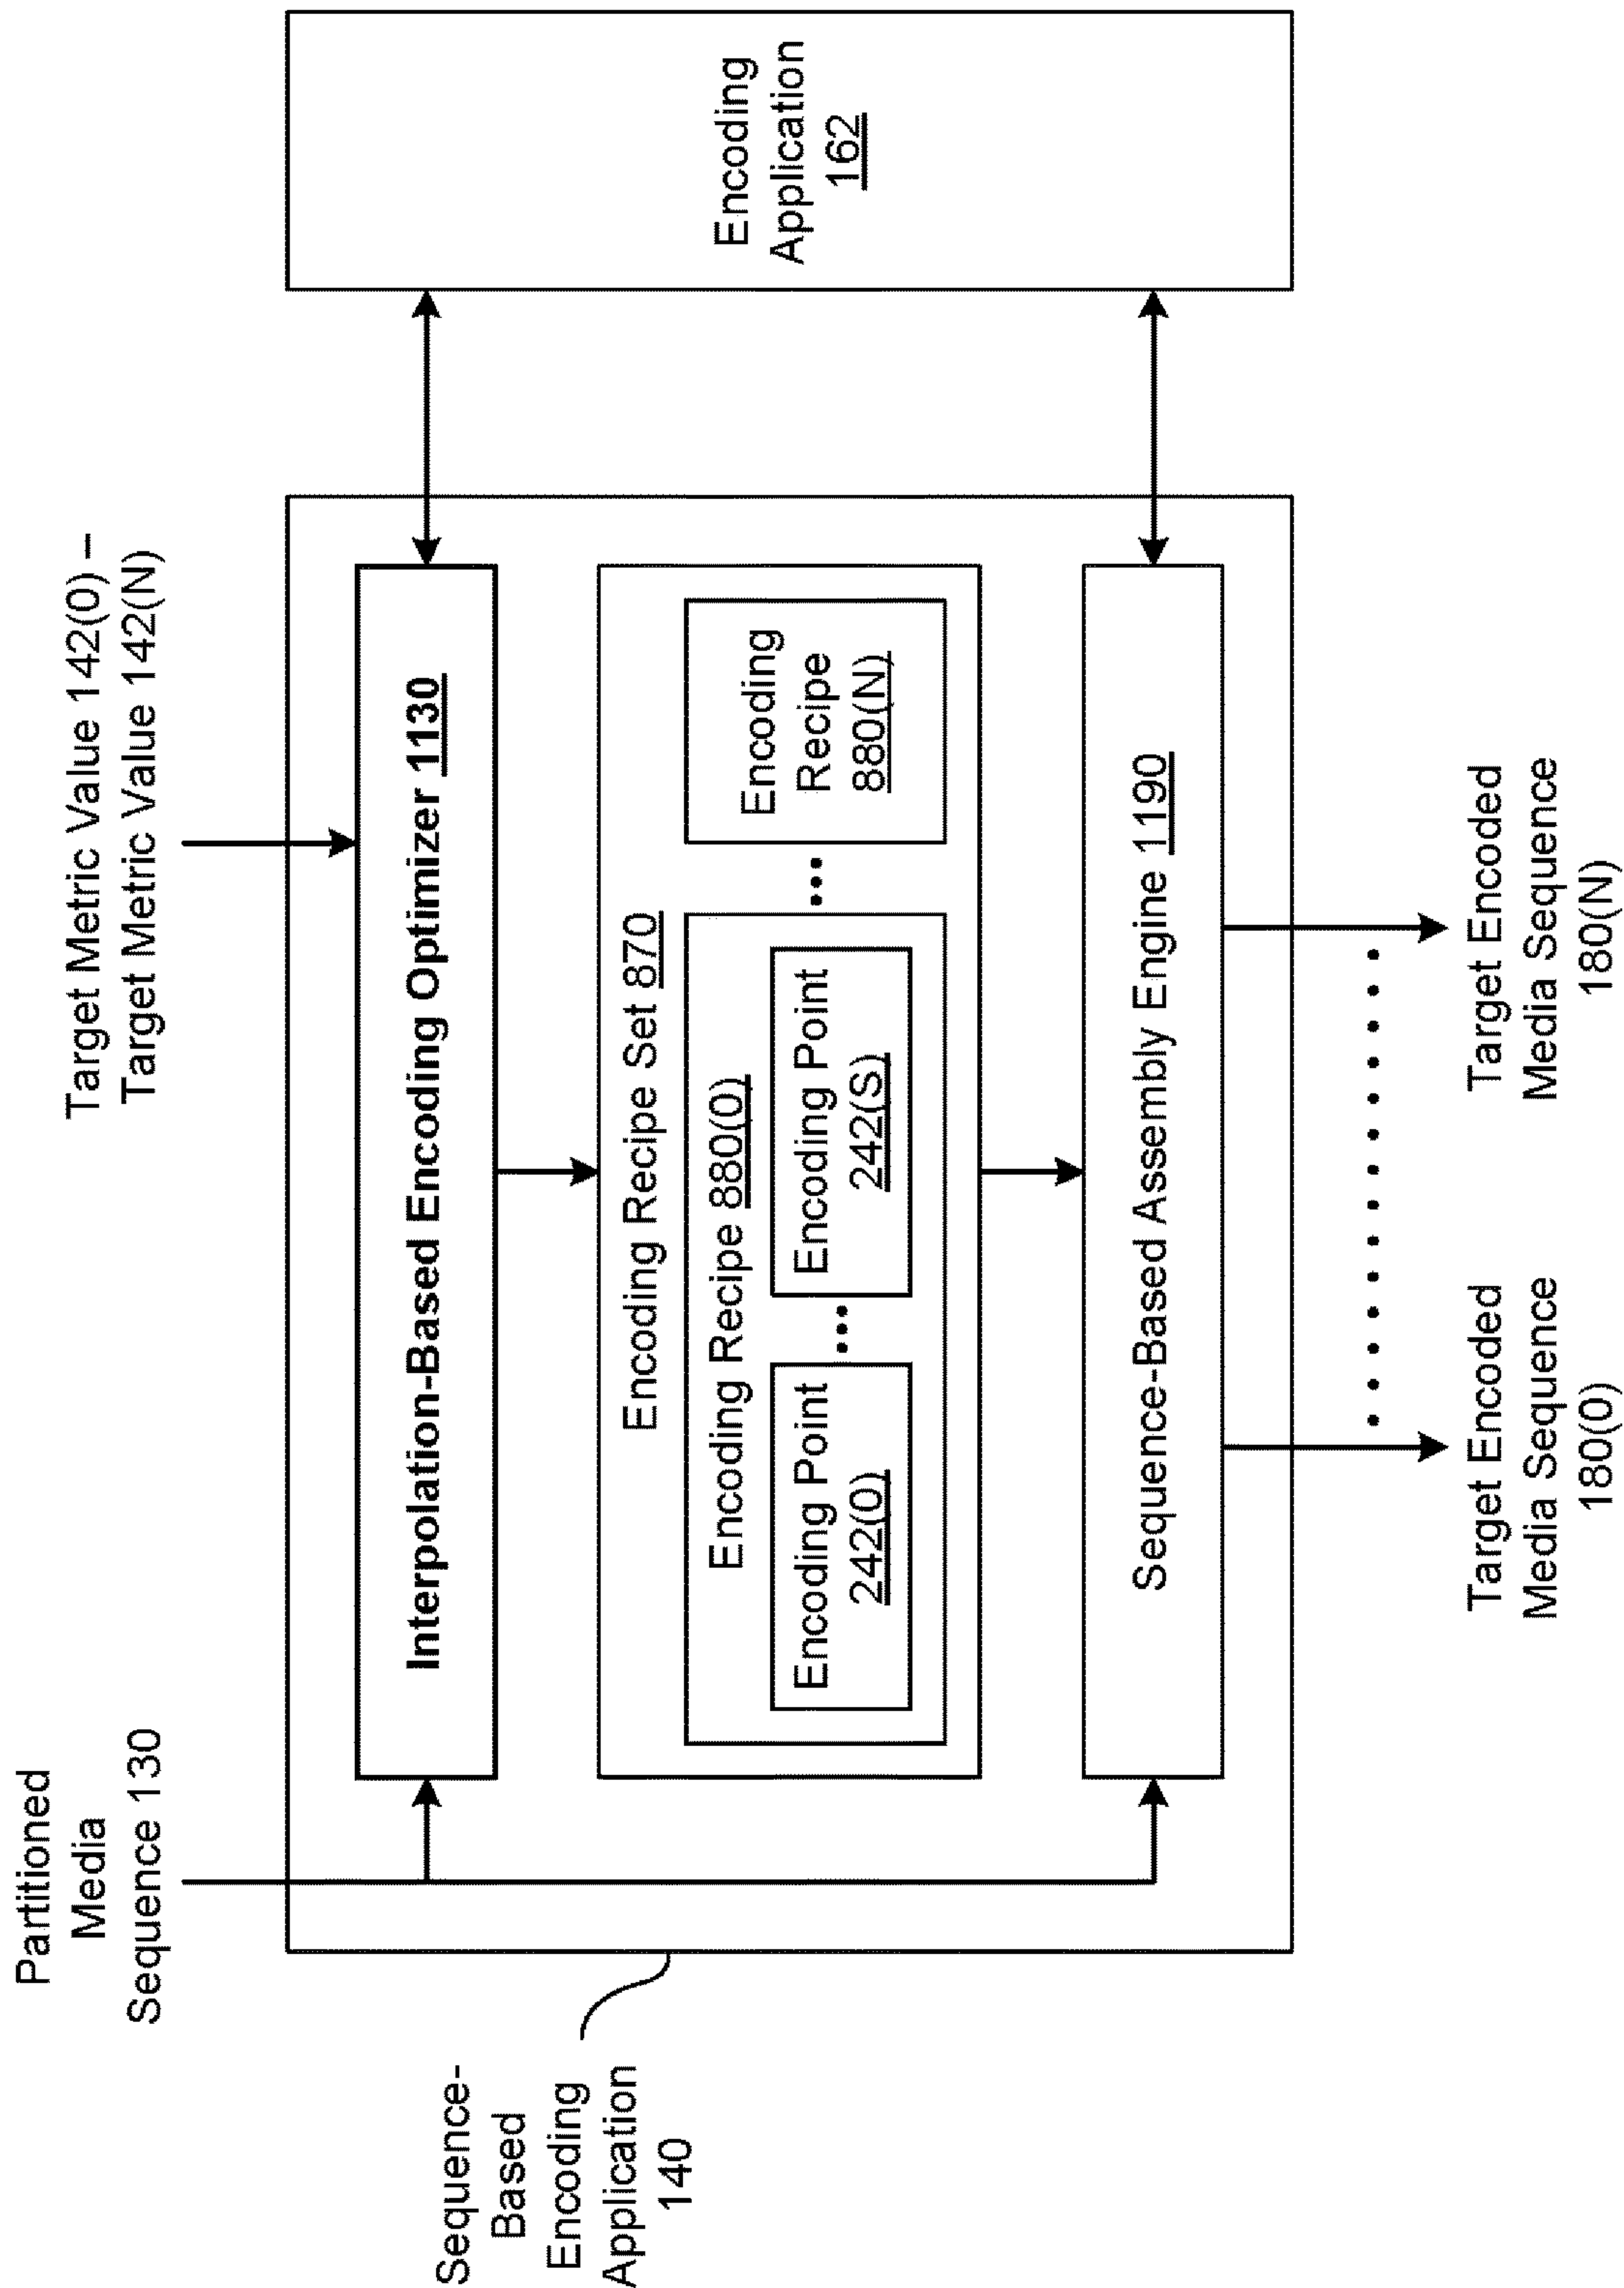 Partitioned
Media
Sequence 130
Target Metric Value 142(0) –
Target Metric Value 142(N)
Sequence-
Based
Encoding
Application
140
Interpolation-Based Encoding Optimizer 1130
Encoding Recipe Set 870
Encoding Recipe 880(0)
Encoding Point
242(0)
...
Encoding Point
242(S)
...
Encoding
Recipe
880(N)
Sequence-Based Assembly Engine 1190
Encoding
Application
162
Target Encoded
Media Sequence
180(0)
Target Encoded
Media Sequence
180(N)